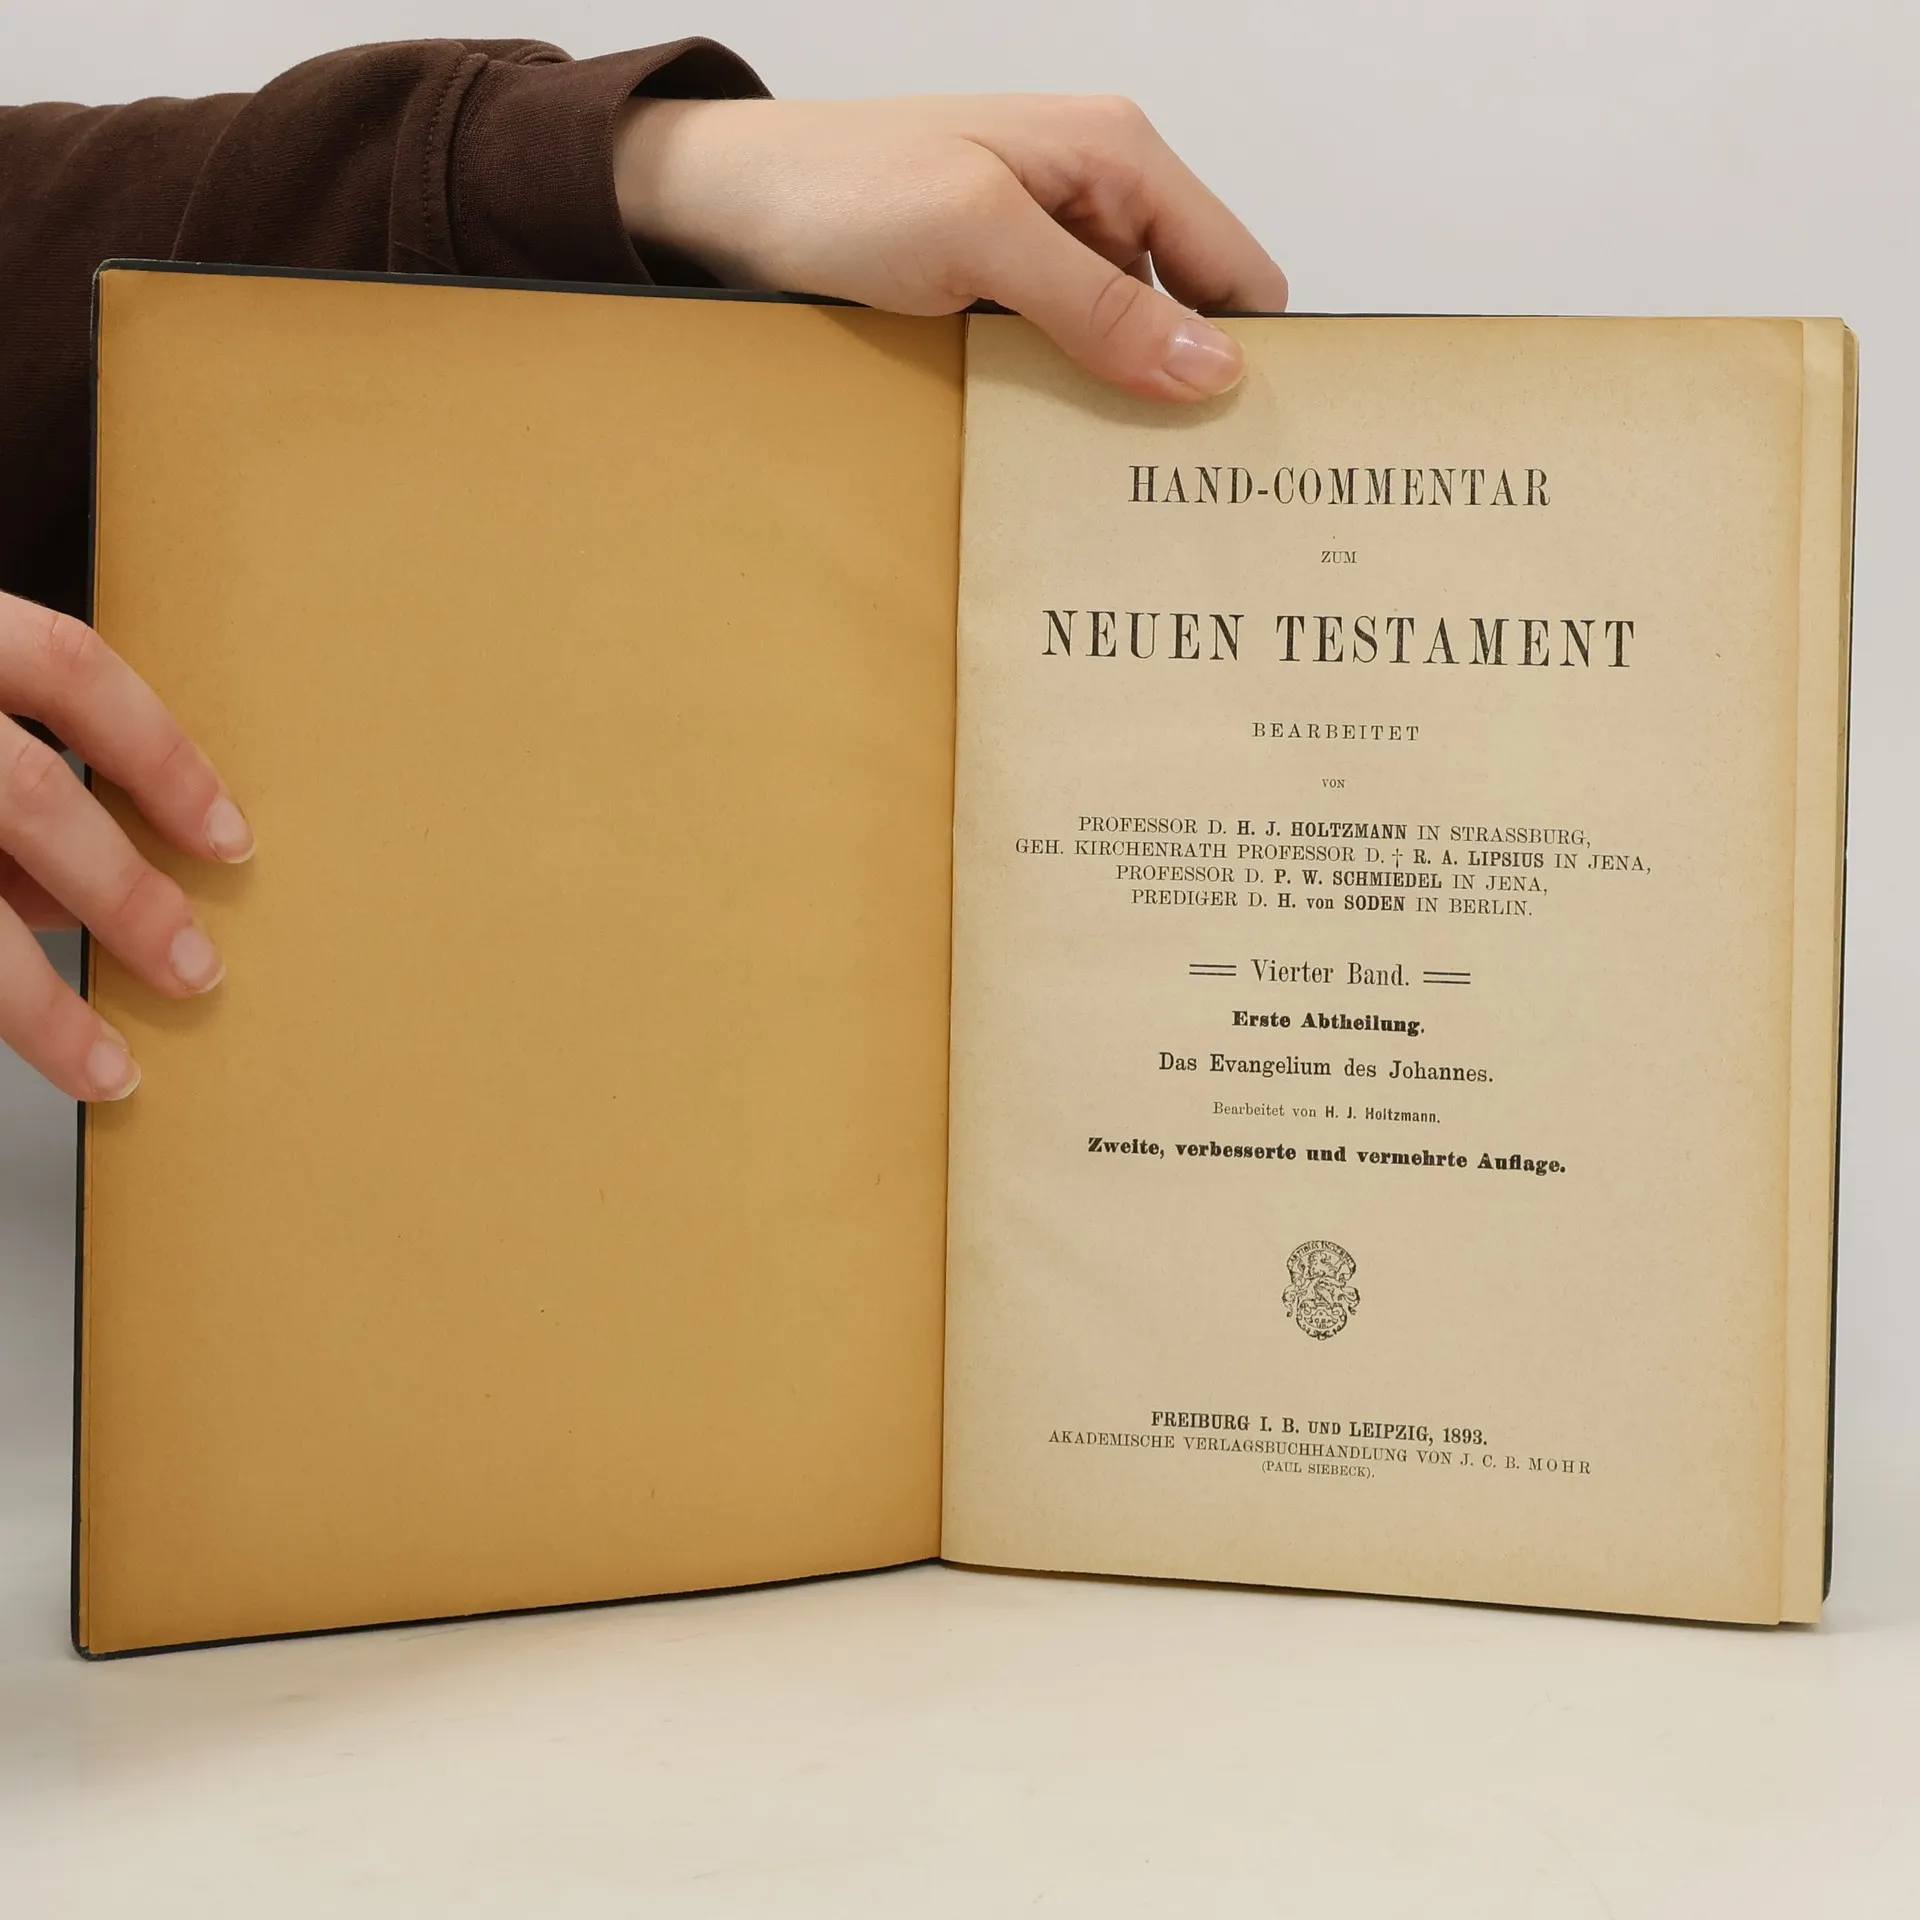 HAND-COMMENTAR
ZUM
NEUEN TESTAMENT
BEARBEITET
VON
PROFESSOR D. H. J. HOLTZMANN IN STRASSBURG,
GEH. KIRCHENRATH PROFESSOR D. † R. A. LIPSIUS IN JENA,
PROFESSOR D. P. W. SCHMIEDEL IN JENA,
PREDIGER D. H. von SODEN IN BERLIN.
Vierter Band.
Erste Abtheilung.
Das Evangelium des Johannes.
Bearbeitet von H. J. Holtzmann.
Zweite, verbesserte und vermehrte Auflage.
FREIBURG I. B. UND LEIPZIG, 1893.
AKADEMISCHE VERLAGSBUCHHANDLUNG VON J. C. B. MOHR
(PAUL SIEBECK).